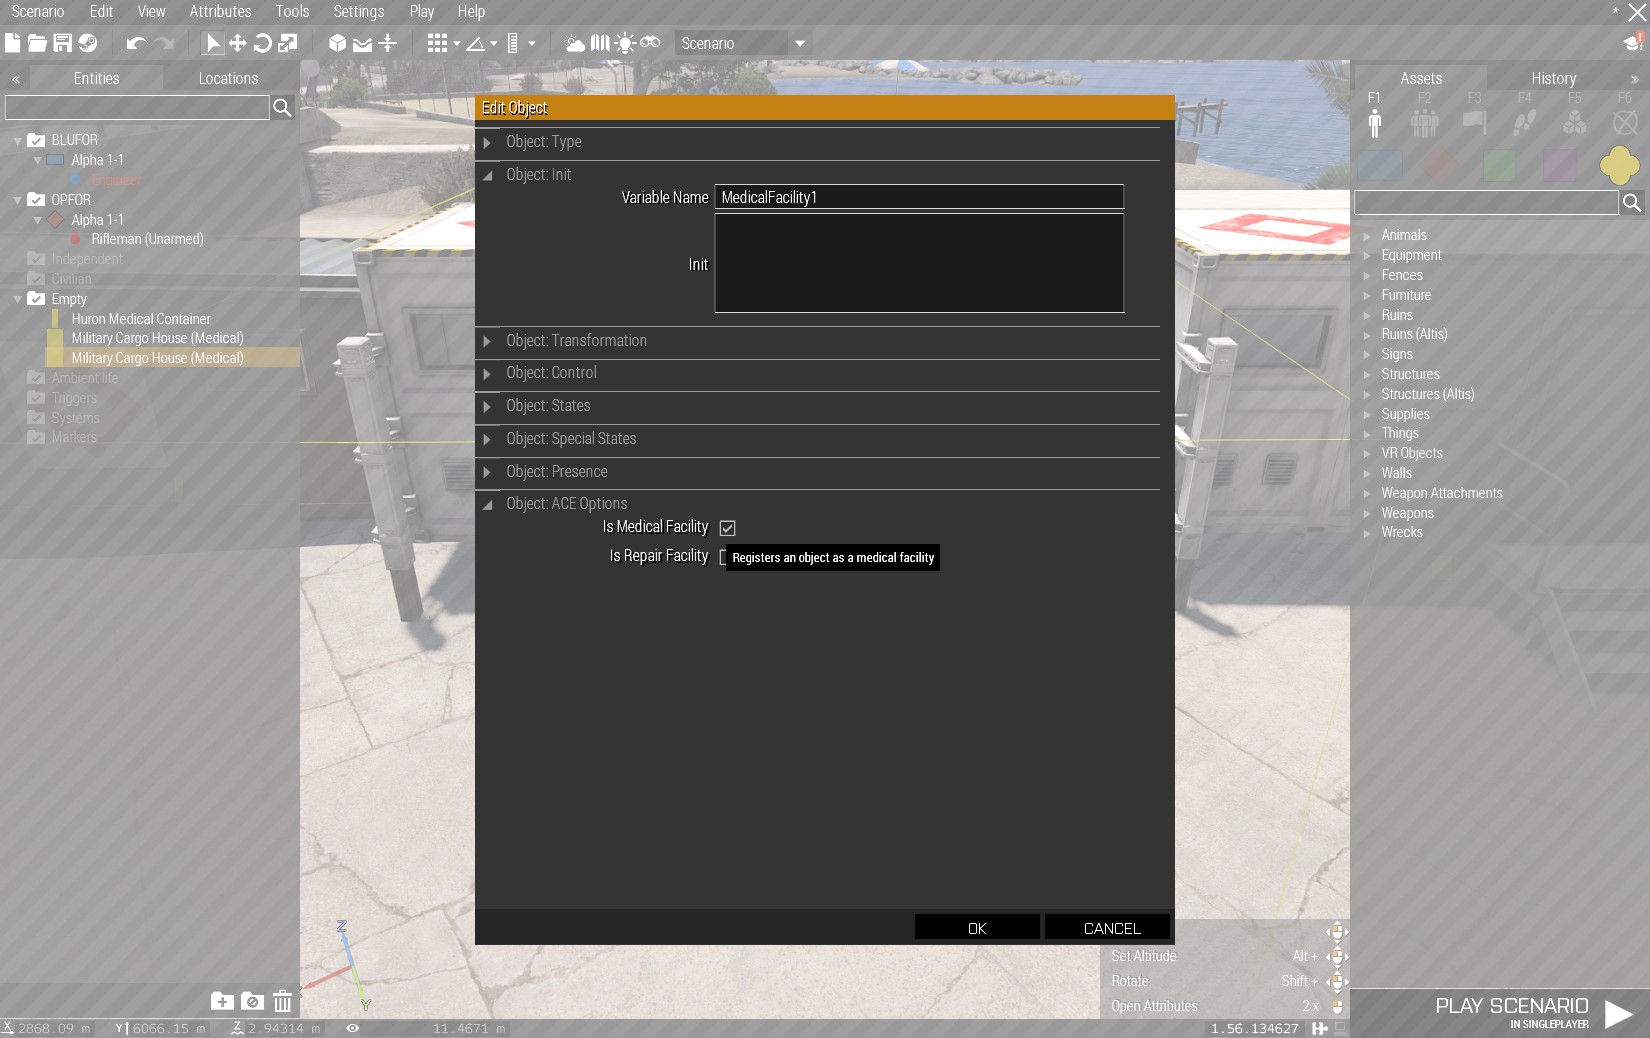 Scenario Edit View Attributes Tools Settings Play Help
*
Scenario
Entities Locations
BLUFOR
Alpha 1-1
Engineer
OPFOR
Alpha 1-1
Rifleman (Unarmed)
Independent
Civilian
Empty
Huron Medical Container
Military Cargo House (Medical)
Military Cargo House (Medical)
Ambient life
Triggers
Systems
Markers
Edit Object
Object: Type
Object: Init
Variable Name MedicalFacility1
Init
Object: Transformation
Object: Control
Object: States
Object: Special States
Object: Presence
Object: ACE Options
Is Medical Facility
Is Repair Facility
Registers an object as a medical facility
OK CANCEL
Assets History
F1 F2 F3 F4 F5 F6
Animals
Equipment
Fences
Furniture
Ruins
Ruins (Altis)
Signs
Structures
Structures (Altis)
Supplies
Things
VR Objects
Walls
Weapon Attachments
Weapons
Wrecks
Z
Y
Set Altitude Alt +
Rotate Shift +
Open Attributes 2 x
PLAY SCENARIO
IN SINGLEPLAYER
X 2868.09 m Y 6066.15 m Z 2.94314 m 11.4671 m 1.56.134627